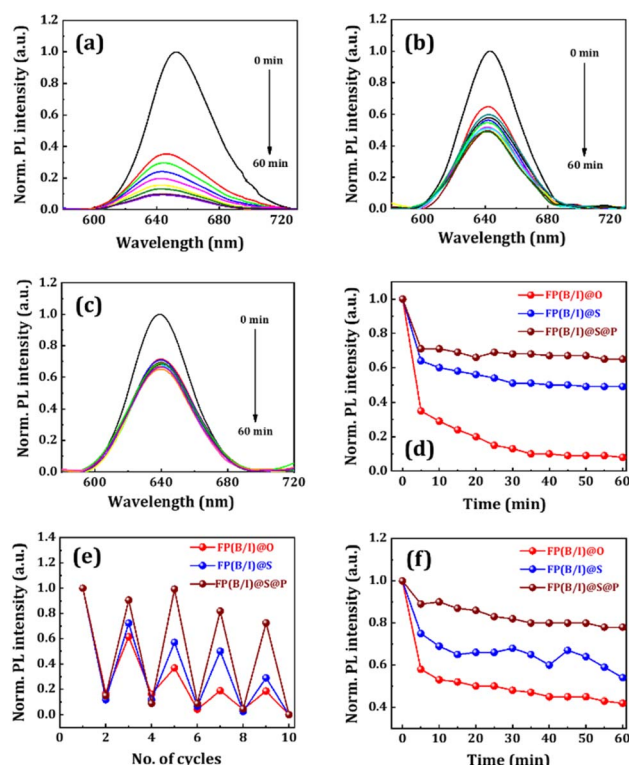 (a)
0 min
60 min
Norm. PL intensity (a.u.)
1.2
1.0
0.8
0.6
0.4
0.2
0.0
600
640
680
720
Wavelength (nm)
(b)
0 min
60 min
Norm. PL intensity (a.u.)
1.2
1.0
0.8
0.6
0.4
0.2
0.0
600
640
680
720
Wavelength (nm)
(c)
0 min
60 min
Norm. PL intensity (a.u.)
1.2
1.0
0.8
0.6
0.4
0.2
0.0
600
640
680
720
Wavelength (nm)
FP(B/I)@O
FP(B/I)@S
FP(B/I)@S@P
(d)
Norm. PL intensity (a.u.)
1.0
0.8
0.6
0.4
0.2
0.0
0
10
20
30
40
50
60
Time (min)
(e)
FP(B/I)@O
FP(B/I)@S
FP(B/I)@S@P
Norm. PL intensity (a.u.)
1.2
1.0
0.8
0.6
0.4
0.2
0.0
0
2
4
6
8
10
No. of cycles
(f)
FP(B/I)@O
FP(B/I)@S
FP(B/I)@S@P
Norm. PL intensity (a.u.)
1.2
1.0
0.8
0.6
0.4
0
10
20
30
40
50
60
Time (min)